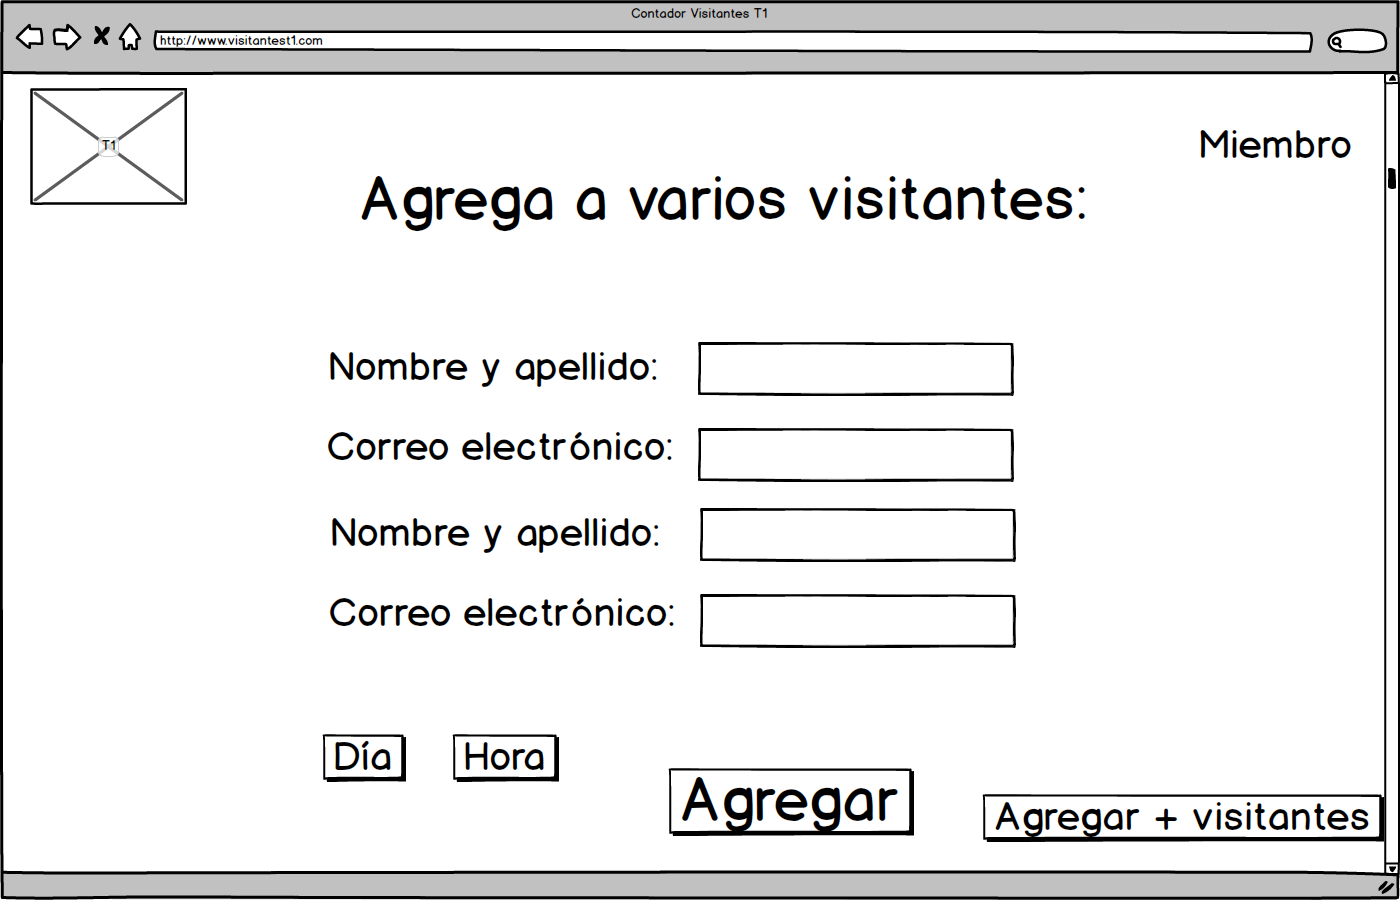 Contador Visitantes T1
http://www.visitantest1.com
T1
Miembro
Agrega a varios visitantes:
Nombre y apellido:
Correo electrónico:
Nombre y apellido:
Correo electrónico:
Día Hora
Agregar
Agregar + visitantes